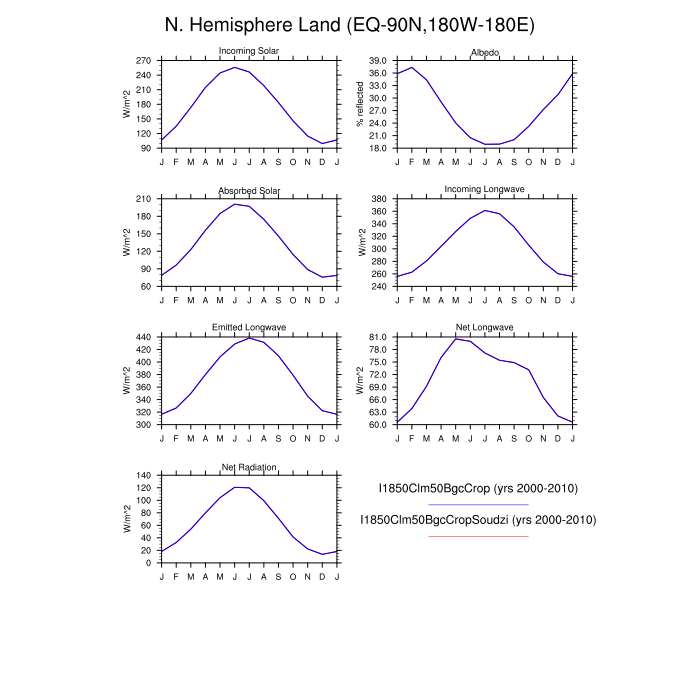 N. Hemisphere Land (EQ-90N,180W-180E)
Incoming Solar
W/m^2
270
240
210
180
150
120
90
J F M A M J J A S O N D J
Albedo
% reflected
39.0
36.0
33.0
30.0
27.0
24.0
21.0
18.0
J F M A M J J A S O N D J
Absorbed Solar
W/m^2
210
180
150
120
90
60
J F M A M J J A S O N D J
Incoming Longwave
W/m^2
380
360
340
320
300
280
260
240
J F M A M J J A S O N D J
Emitted Longwave
W/m^2
440
420
400
380
360
340
320
300
J F M A M J J A S O N D J
Net Longwave
W/m^2
81.0
78.0
75.0
72.0
69.0
66.0
63.0
60.0
J F M A M J J A S O N D J
Net Radiation
W/m^2
140
120
100
80
60
40
20
0
J F M A M J J A S O N D J
I1850Clm50BgcCrop (yrs 2000-2010)
I1850Clm50BgcCropSoudzi (yrs 2000-2010)